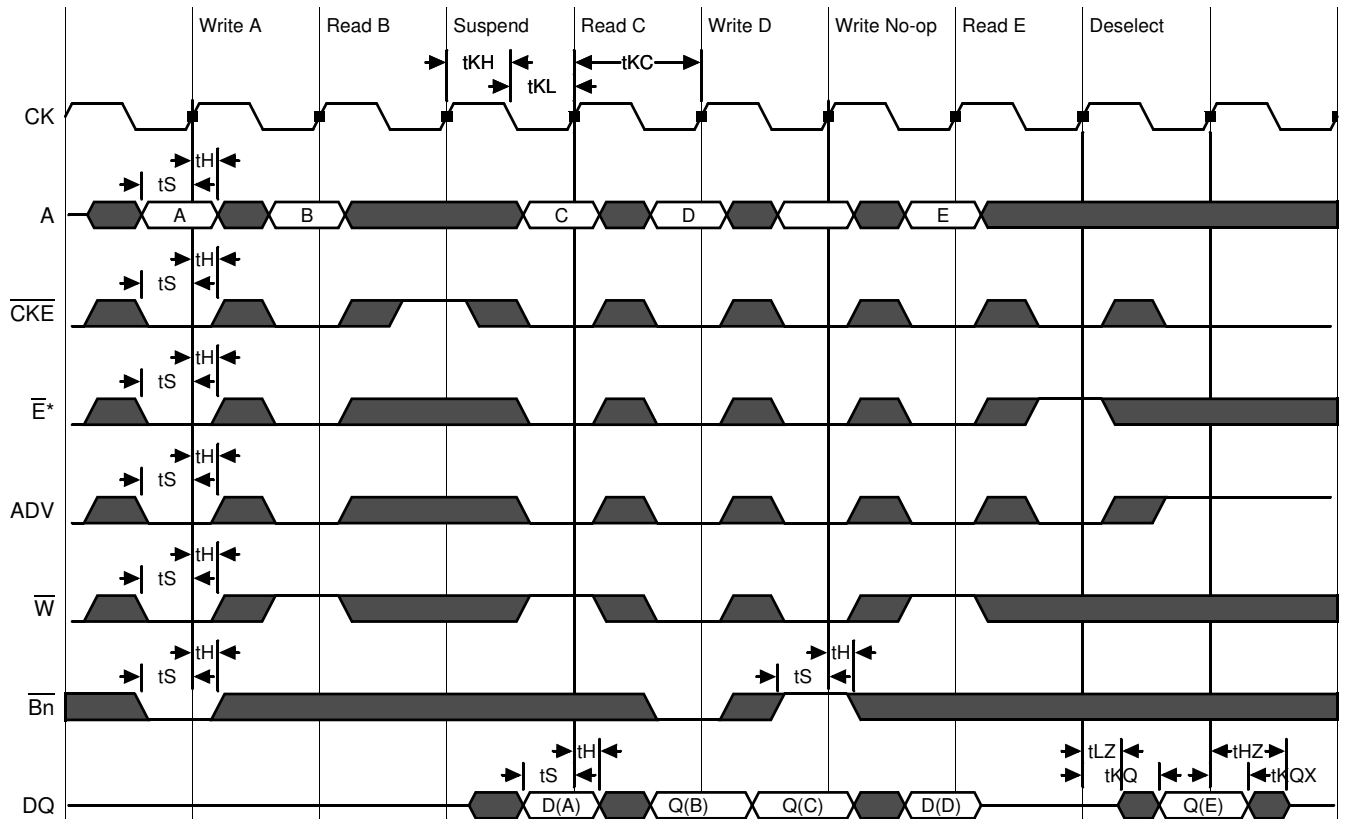 Write A Read B Suspend Read C Write D Write No-op Read E Deselect
tKH tKC
tKL
CK
tH
tS
A A B C D E
tH
tS
CKE
tH
tS
E*
tH
tS
ADV
tH
tS
W
tH tH
tS tS
Bn
tH tLZ tHZ
tS tKQ tKQX
DQ D(A) Q(B) Q(C) D(D) Q(E)